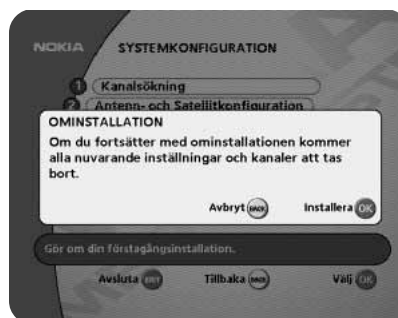 NOKIA
SYSTEMKONFIGURATION
1 Kanalsökning
2 Antenn- och Satellitkonfiguration
OMINSTALLATION
Om du fortsätter med ominstallationen kommer
alla nuvarande inställningar och kanaler att tas
bort.
Avbryt BACK Installera OK
Gör om din förstagångsinstallation.
Avsluta EXIT Tillbaka BACK Välj OK